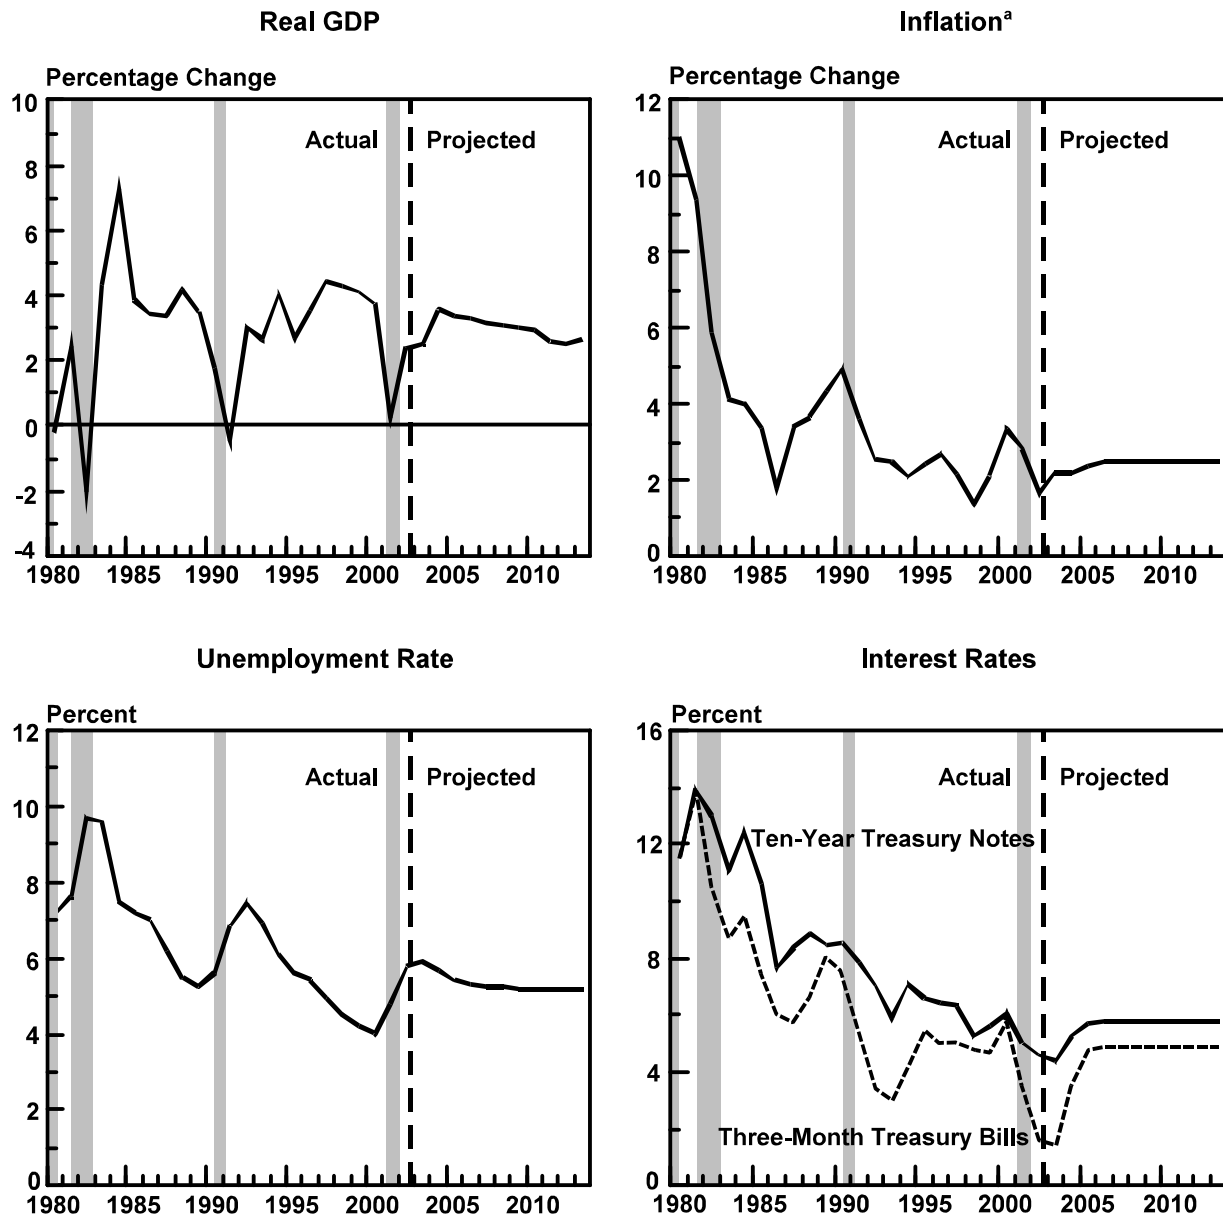 Real GDP
Percentage Change
10
8
6
4
2
0
-2
-4
Actual
Projected
1980 1985 1990 1995 2000 2005 2010
Inflationᵃ
Percentage Change
12
10
8
6
4
2
0
Actual
Projected
1980 1985 1990 1995 2000 2005 2010
Unemployment Rate
Percent
12
10
8
6
4
2
0
Actual
Projected
1980 1985 1990 1995 2000 2005 2010
Interest Rates
Percent
16
12
8
4
0
Actual
Projected
Ten-Year Treasury Notes
Three-Month Treasury Bills
1980 1985 1990 1995 2000 2005 2010